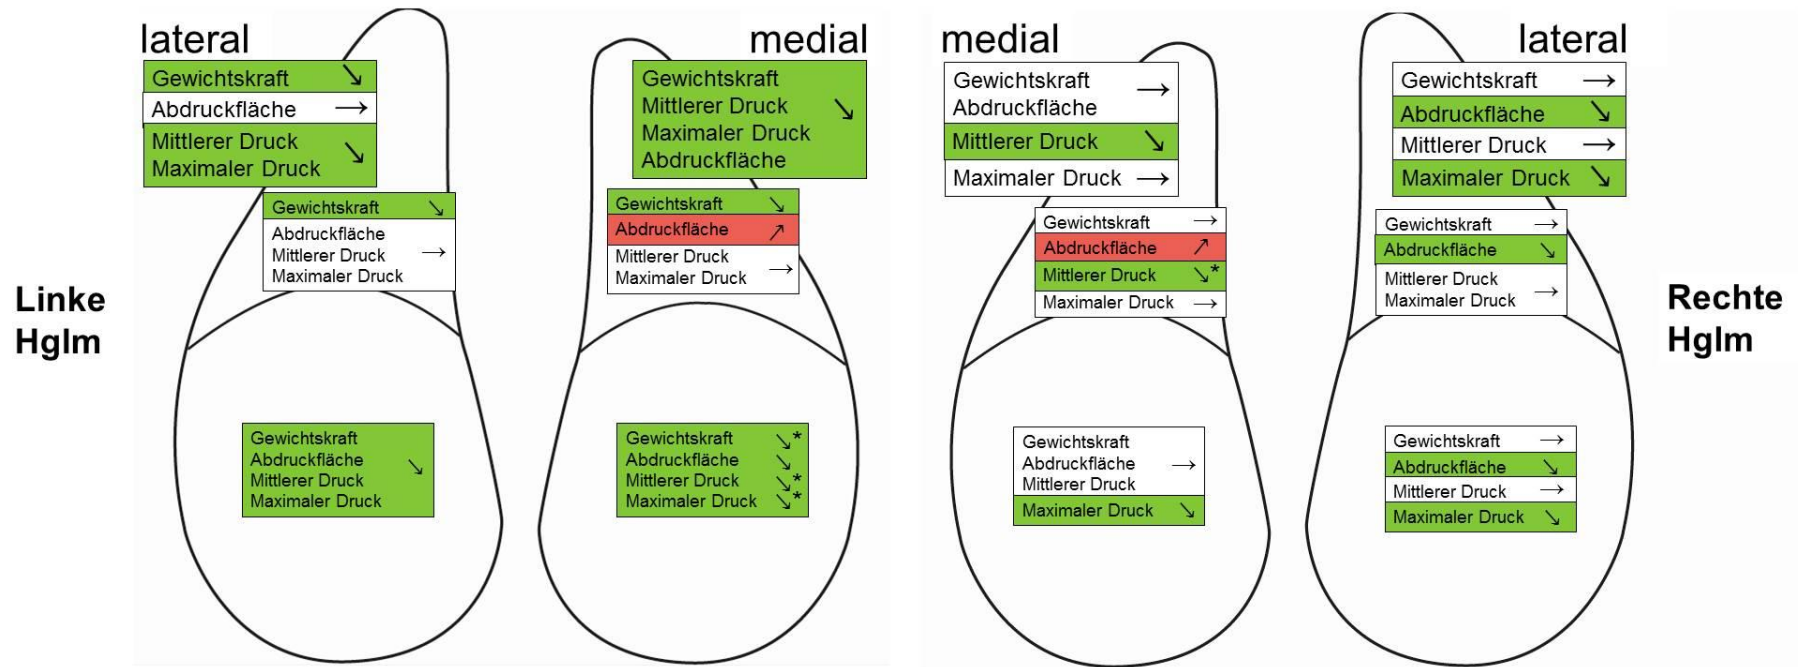 lateral
Gewichtskraft ↘
Abdruckfläche →
Mittlerer Druck
Maximaler Druck ↘
Gewichtskraft ↘
Abdruckfläche
Mittlerer Druck →
Maximaler Druck
Linke
Hglm
Gewichtskraft
Abdruckfläche ↘
Mittlerer Druck
Maximaler Druck
medial
Gewichtskraft
Mittlerer Druck ↘
Maximaler Druck
Abdruckfläche
Gewichtskraft ↘
Abdruckfläche ↗
Mittlerer Druck
Maximaler Druck →
Gewichtskraft ↘*
Abdruckfläche ↘
Mittlerer Druck ↘*
Maximaler Druck ↘*
medial
Gewichtskraft →
Abdruckfläche
Mittlerer Druck ↘
Maximaler Druck →
Gewichtskraft →
Abdruckfläche ↗
Mittlerer Druck ↘*
Maximaler Druck →
Gewichtskraft
Abdruckfläche →
Mittlerer Druck
Maximaler Druck ↘
lateral
Gewichtskraft →
Abdruckfläche ↘
Mittlerer Druck →
Maximaler Druck ↘
Gewichtskraft →
Abdruckfläche ↘
Mittlerer Druck →
Maximaler Druck
Rechte
Hglm
Gewichtskraft →
Abdruckfläche ↘
Mittlerer Druck →
Maximaler Druck ↘